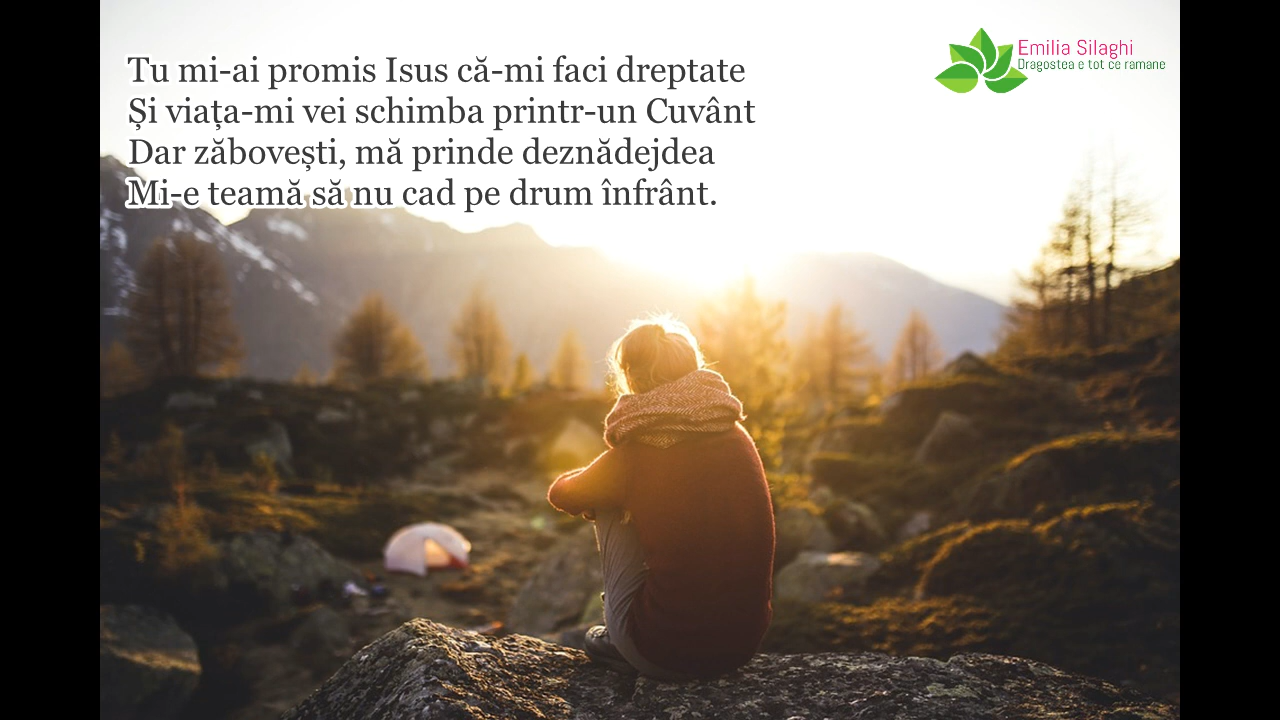 Tu mi-ai promis Isus că-mi faci dreptate
Și viața-mi vei schimba printr-un Cuvânt
Dar zăbovești, mă prinde deznădejdea
Mi-e teamă să nu cad pe drum înfrânt.
Emilia Silaghi
Dragostea e tot ce ramane